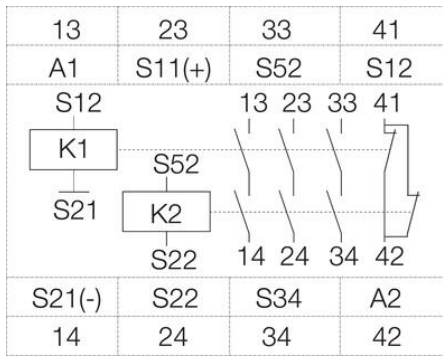 13 23 33 41
A1 S11(+) S52 S12
S12 13 23 33 41
K1
S52
S21 K2
S22 14 24 34 42
S21(-) S22 S34 A2
14 24 34 42